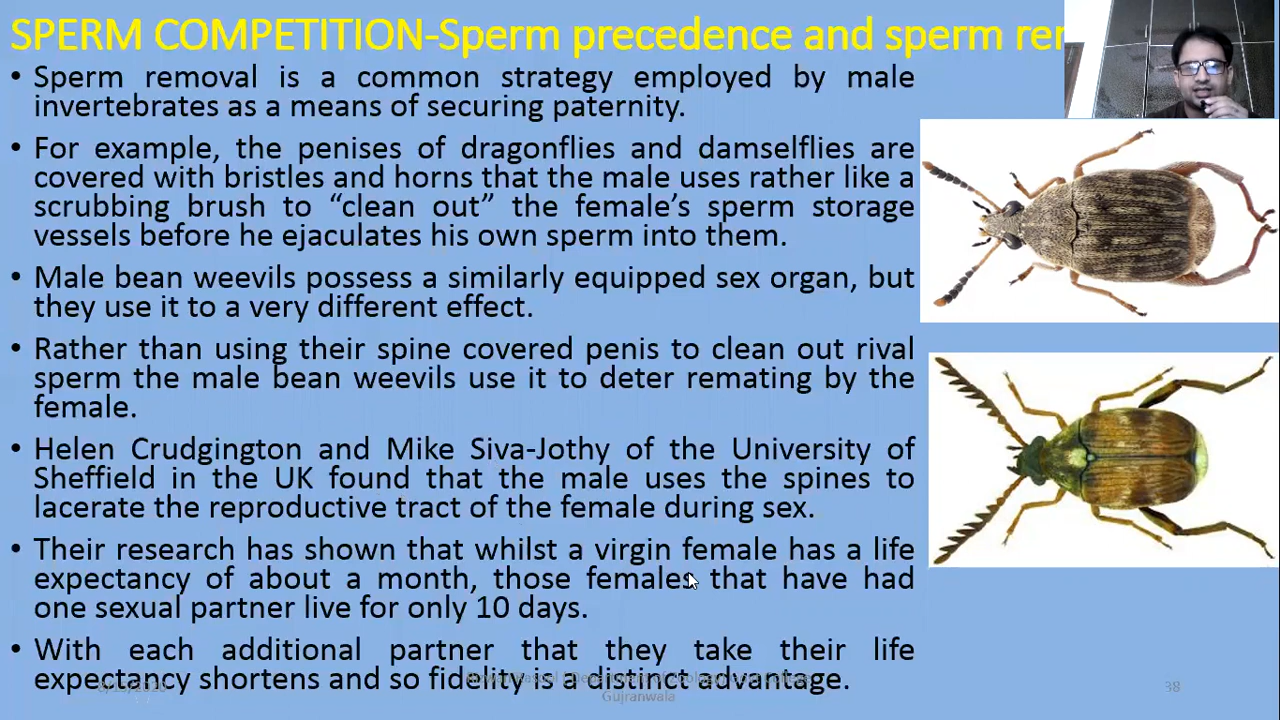 SPERM COMPETITION-Sperm precedence and sperm rem
• Sperm removal is a common strategy employed by male
invertebrates as a means of securing paternity.
• For example, the penises of dragonflies and damselflies are
covered with bristles and horns that the male uses rather like a
scrubbing brush to “clean out” the female’s sperm storage
vessels before he ejaculates his own sperm into them.
• Male bean weevils possess a similarly equipped sex organ, but
they use it to a very different effect.
• Rather than using their spine covered penis to clean out rival
sperm the male bean weevils use it to deter remating by the
female.
• Helen Crudgington and Mike Siva-Jothy of the University of
Sheffield in the UK found that the male uses the spines to
lacerate the reproductive tract of the female during sex.
• Their research has shown that whilst a virgin female has a life
expectancy of about a month, those females that have had
one sexual partner live for only 10 days.
• With each additional partner that they take their life
expectancy shortens and so fidelity is a distinct advantage.
Gujranwala
38